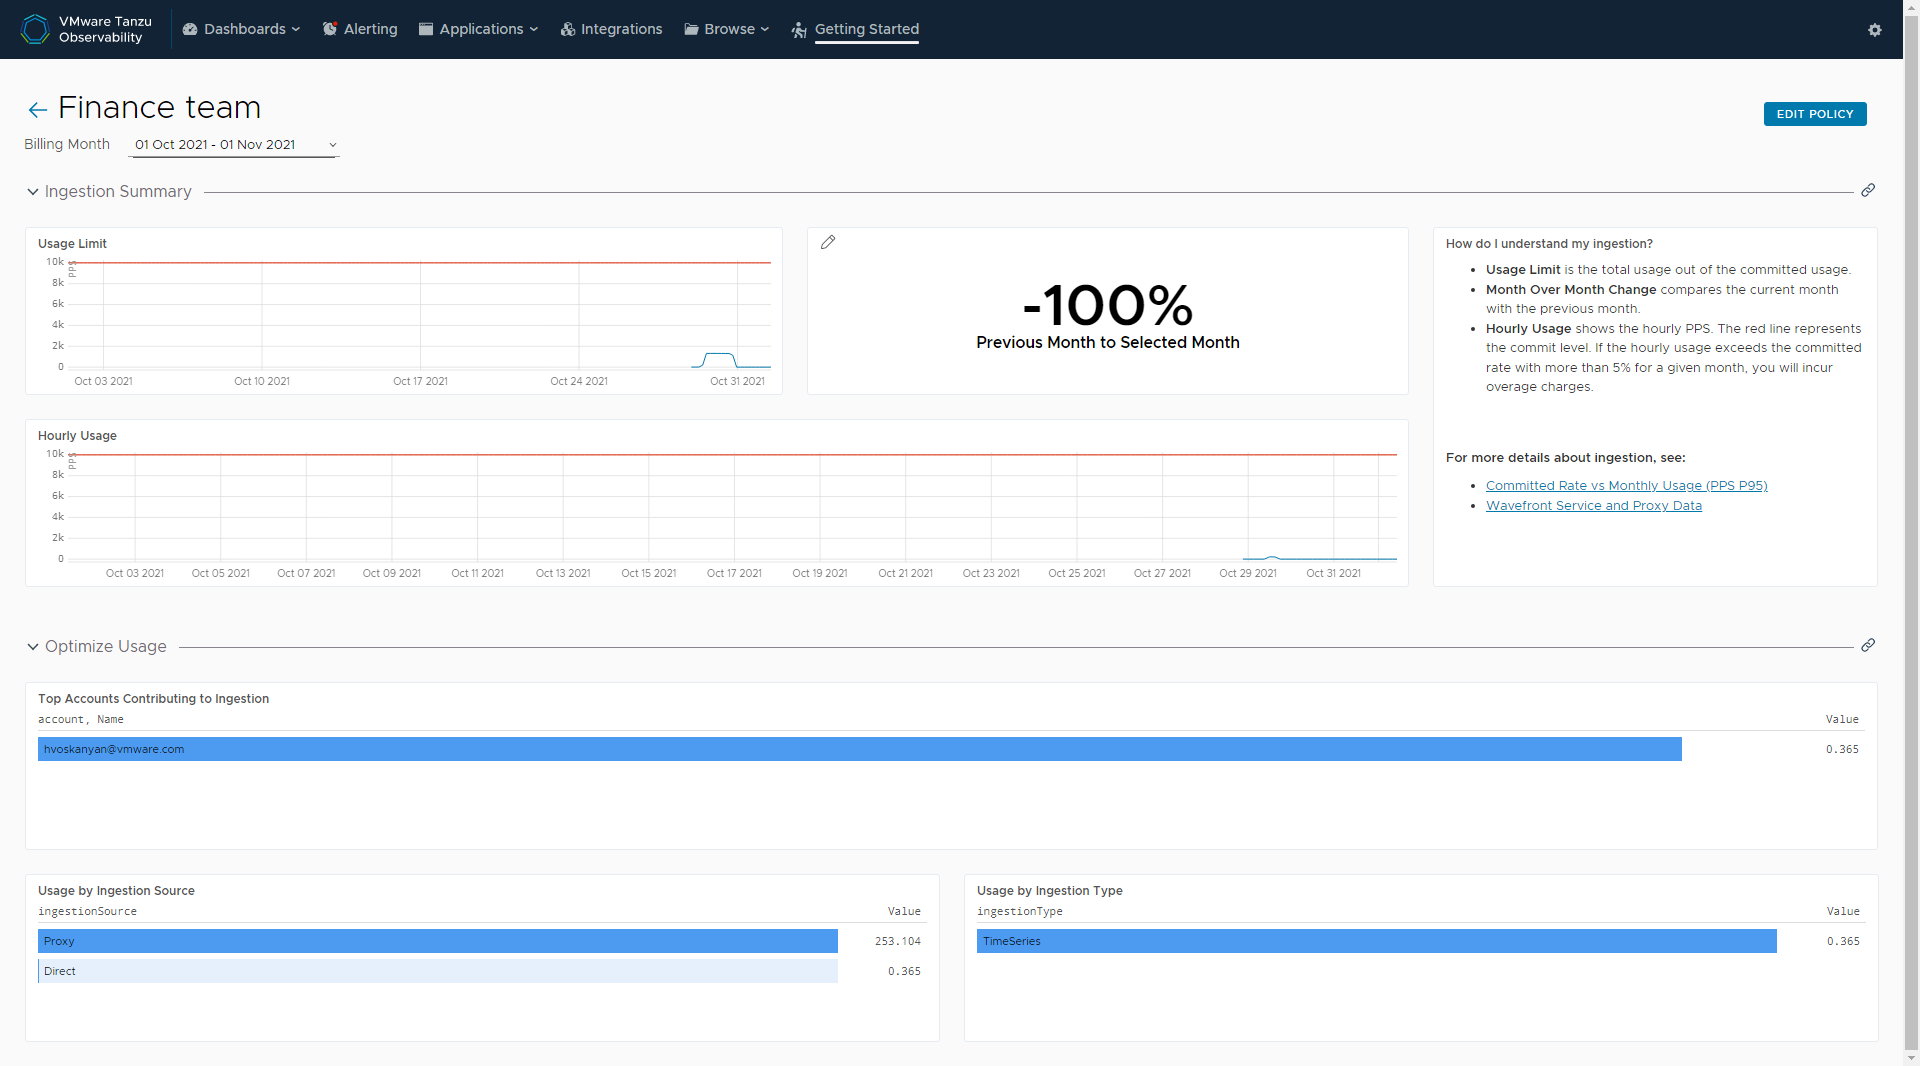 VMware Tanzu
Observability
Dashboards
Alerting
Applications
Integrations
Browse
Getting Started
Finance team
EDIT POLICY
Billing Month
01 Oct 2021 - 01 Nov 2021
Ingestion Summary
Usage Limit
PPS
10k
8k
6k
4k
2k
0
Oct 03 2021
Oct 10 2021
Oct 17 2021
Oct 24 2021
Oct 31 2021
-100%
Previous Month to Selected Month
Hourly Usage
PPS
10k
8k
6k
4k
2k
0
Oct 03 2021
Oct 05 2021
Oct 07 2021
Oct 09 2021
Oct 11 2021
Oct 13 2021
Oct 15 2021
Oct 17 2021
Oct 19 2021
Oct 21 2021
Oct 23 2021
Oct 25 2021
Oct 27 2021
Oct 29 2021
Oct 31 2021
How do I understand my ingestion?
• Usage Limit is the total usage out of the committed usage.
• Month Over Month Change compares the current month
with the previous month.
• Hourly Usage shows the hourly PPS. The red line represents
the commit level. If the hourly usage exceeds the committed
rate with more than 5% for a given month, you will incur
overage charges.
For more details about ingestion, see:
• Committed Rate vs Monthly Usage (PPS P95)
• Wavefront Service and Proxy Data
Optimize Usage
Top Accounts Contributing to Ingestion
account, Name Value
hvoskanyan@vmware.com 0.365
Usage by Ingestion Source
ingestionSource Value
Proxy 253.104
Direct 0.365
Usage by Ingestion Type
ingestionType Value
TimeSeries 0.365